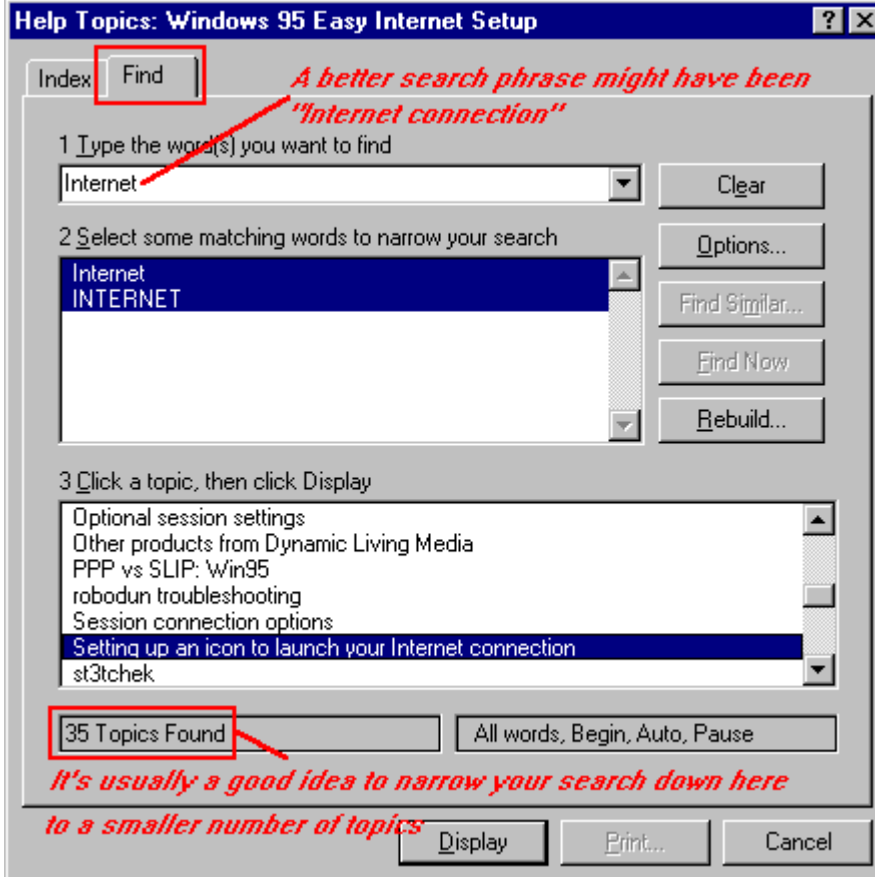 Help Topics: Windows 95 Easy Internet Setup
Index
Find
A better search phrase might have been
"Internet connection"
1 Type the word(s) you want to find
Internet
Clear
2 Select some matching words to narrow your search
Options...
Internet
INTERNET
Find Similar...
Find Now
Rebuild...
3 Click a topic, then click Display
Optional session settings
Other products from Dynamic Living Media
PPP vs SLIP: Win95
robodun troubleshooting
Session connection options
Setting up an icon to launch your Internet connection
st3tchek
35 Topics Found
All words, Begin, Auto, Pause
It's usually a good idea to narrow your search down here
to a smaller number of topics
Display
Print...
Cancel